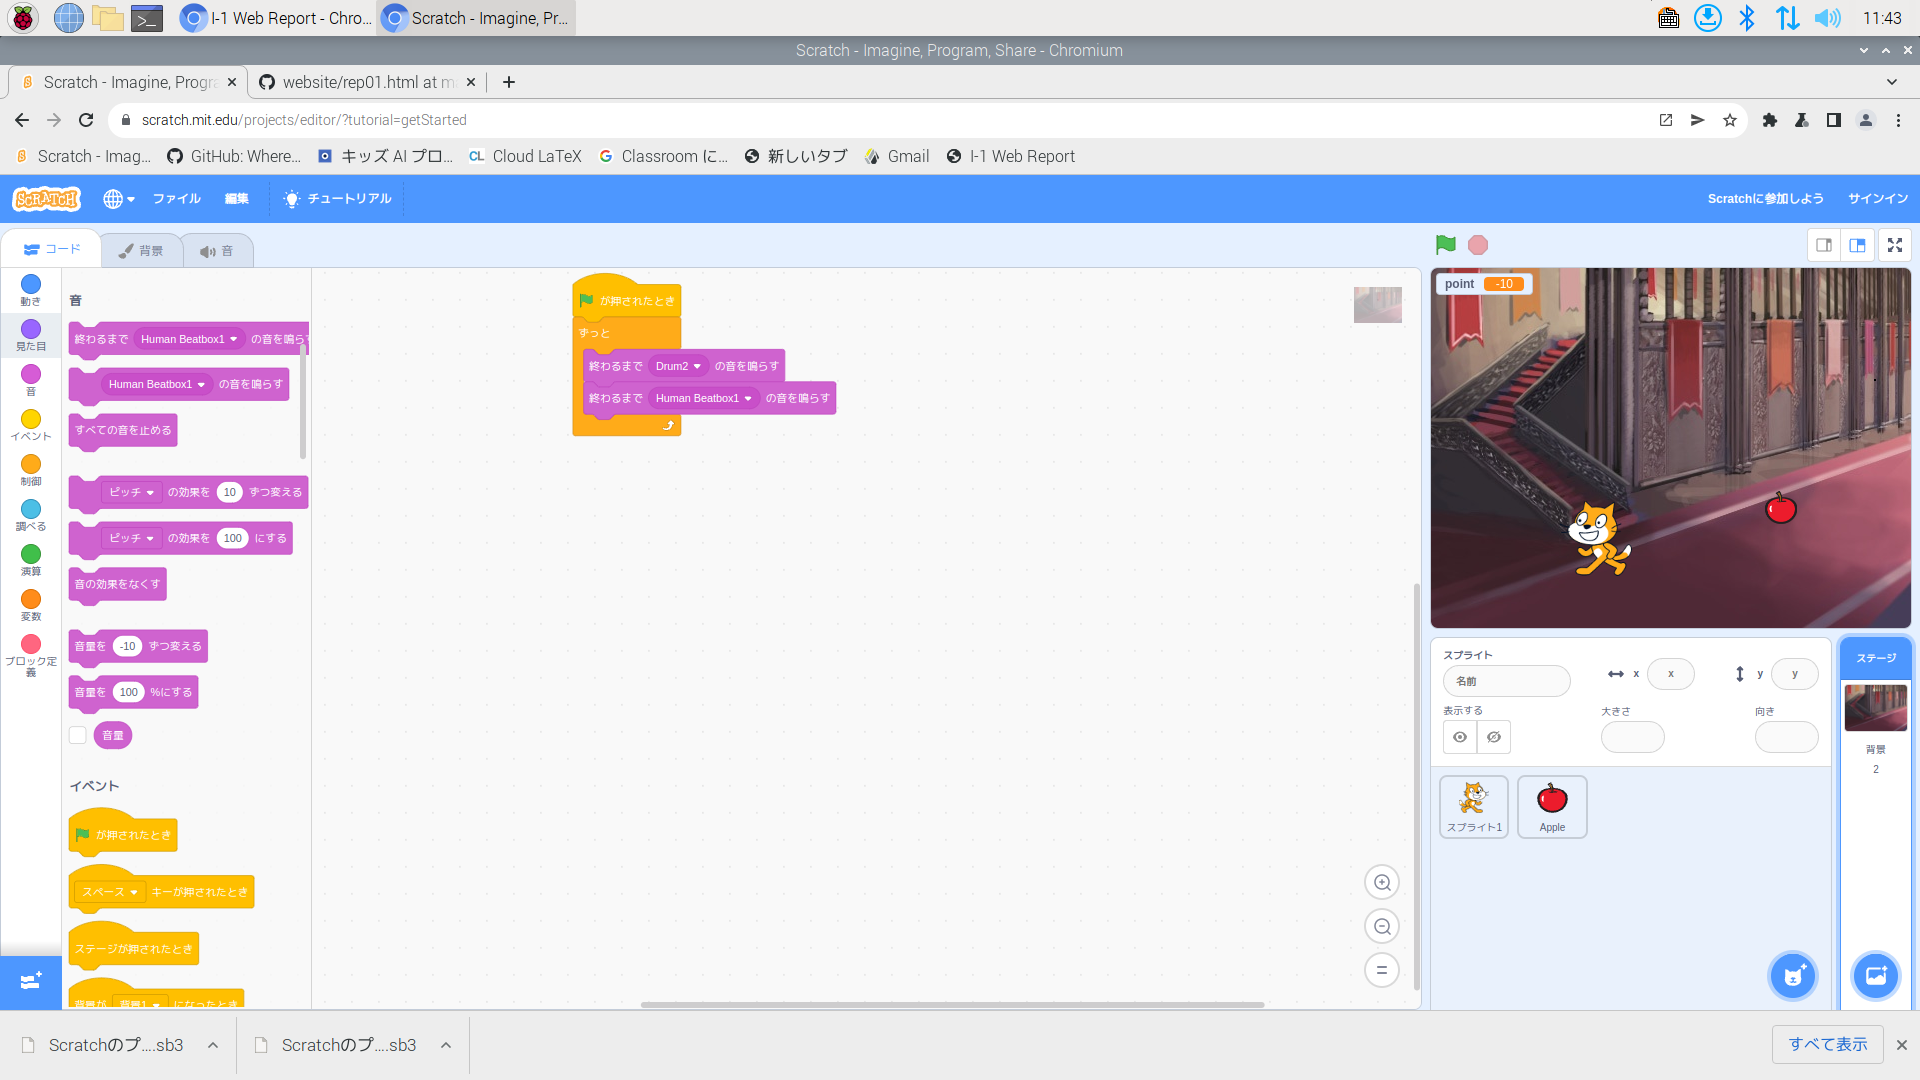 I-1 Web Report - Chro...
Scratch - Imagine, Pr...
11:43
Scratch - Imagine, Program, Share - Chromium
Scratch - Imagine, Progra
website/rep01.html at ma
scratch.mit.edu/projects/editor/?tutorial=getStarted
Scratch - Imag...
GitHub: Where...
キッズ AI プロ...
CL Cloud LaTeX
Classroom に...
新しいタブ
Gmail
I-1 Web Report
SCRATCH
ファイル
編集
チュートリアル
Scratchに参加しよう
サインイン
コード
背景
音
動き
見た目
音
イベント
制御
調べる
演算
変数
ブロック定
義
音
終わるまで Human Beatbox1 の音を鳴らす
Human Beatbox1 の音を鳴らす
すべての音を止める
ピッチ の効果を 10 ずつ変える
ピッチ の効果を 100 にする
音の効果をなくす
音量を -10 ずつ変える
音量を 100 %にする
音量
イベント
が押されたとき
スペース キーが押されたとき
ステージが押されたとき
背景が 背景1 になったとき
が押されたとき
ずっと
終わるまで Drum2 の音を鳴らす
終わるまで Human Beatbox1 の音を鳴らす
point -10
スプライト
名前
x x
y y
表示する
大きさ
向き
スプライト1
Apple
ステージ
背景
2
Scratchのプ....sb3
Scratchのプ....sb3
すべて表示